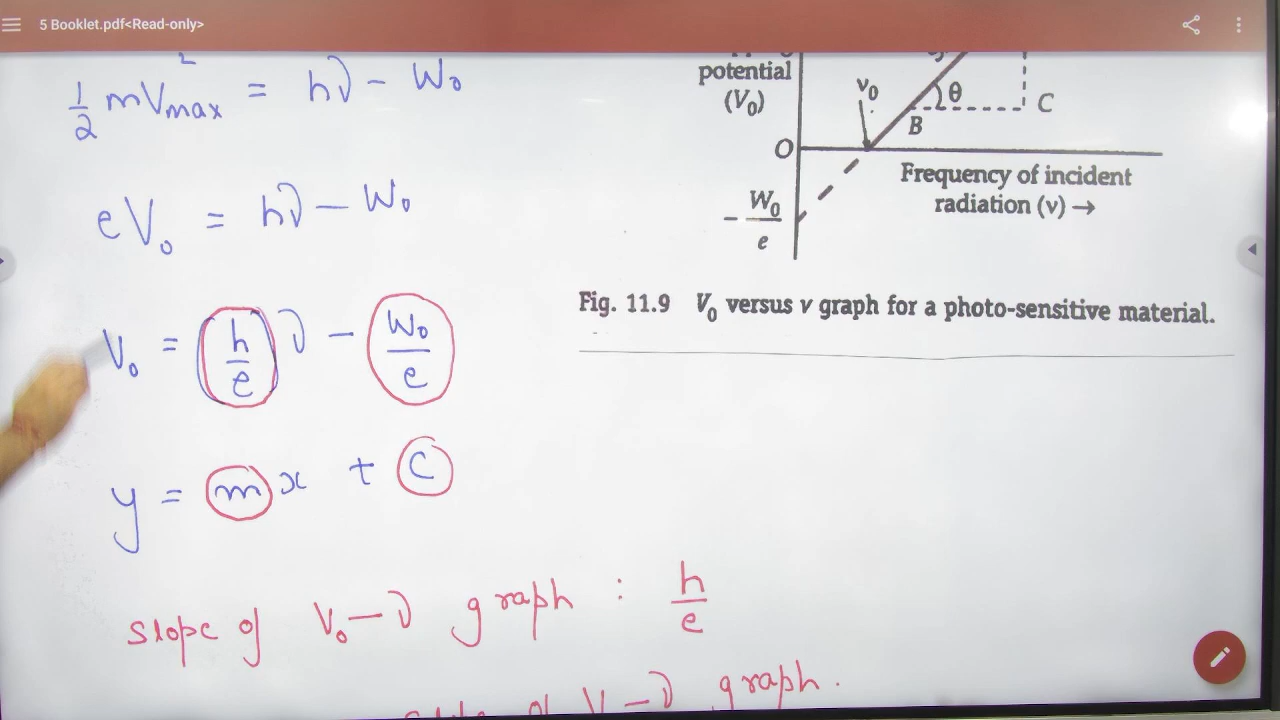 5 Booklet.pdf<Read-only>
½ mV²max = hν − W₀
eV₀ = hν − W₀
V₀ = (h/e) ν − W₀/e
y = mx + c
slope of V₀ − ν graph : h/e
of V − ν graph.
potential
(V₀)
ν₀
θ
B
C
O
− W₀/e
Frequency of incident
radiation (ν) →
Fig. 11.9 V₀ versus ν graph for a photo-sensitive material.